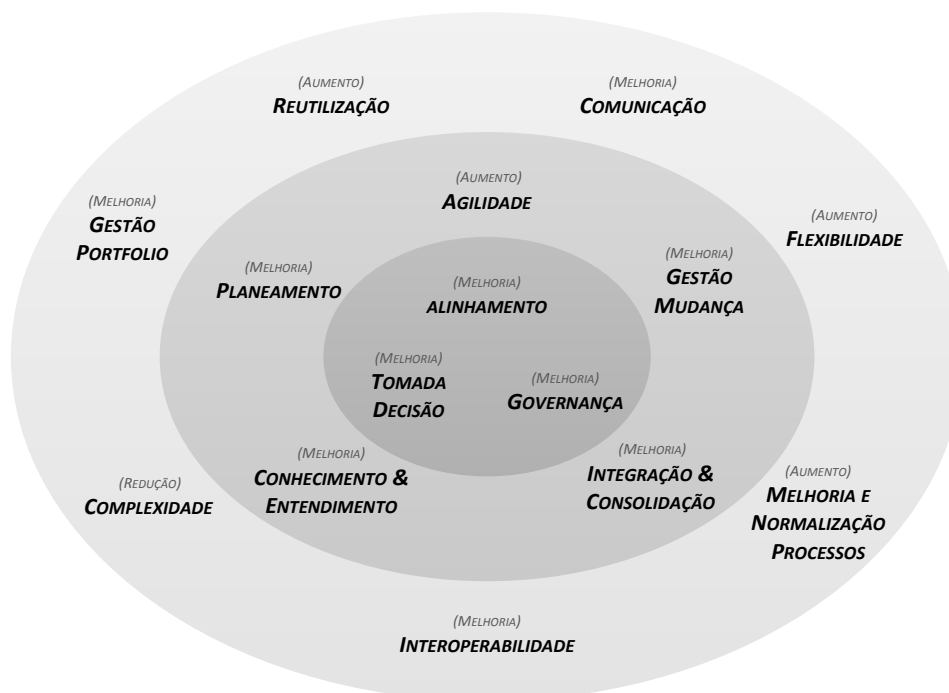 (Aumento)
Reutilização
(Melhoria)
Comunicação
(Aumento)
Agilidade
(Melhoria)
Gestão
Portfolio
(Aumento)
Flexibilidade
(Melhoria)
Planeamento
(Melhoria)
Gestão
Mudança
(Melhoria)
alinhamento
(Melhoria)
Tomada
Decisão
(Melhoria)
Governança
(Melhoria)
Conhecimento &
Entendimento
(Melhoria)
Integração &
Consolidação
(Redução)
Complexidade
(Aumento)
Melhoria e
Normalização
Processos
(Melhoria)
Interoperabilidade